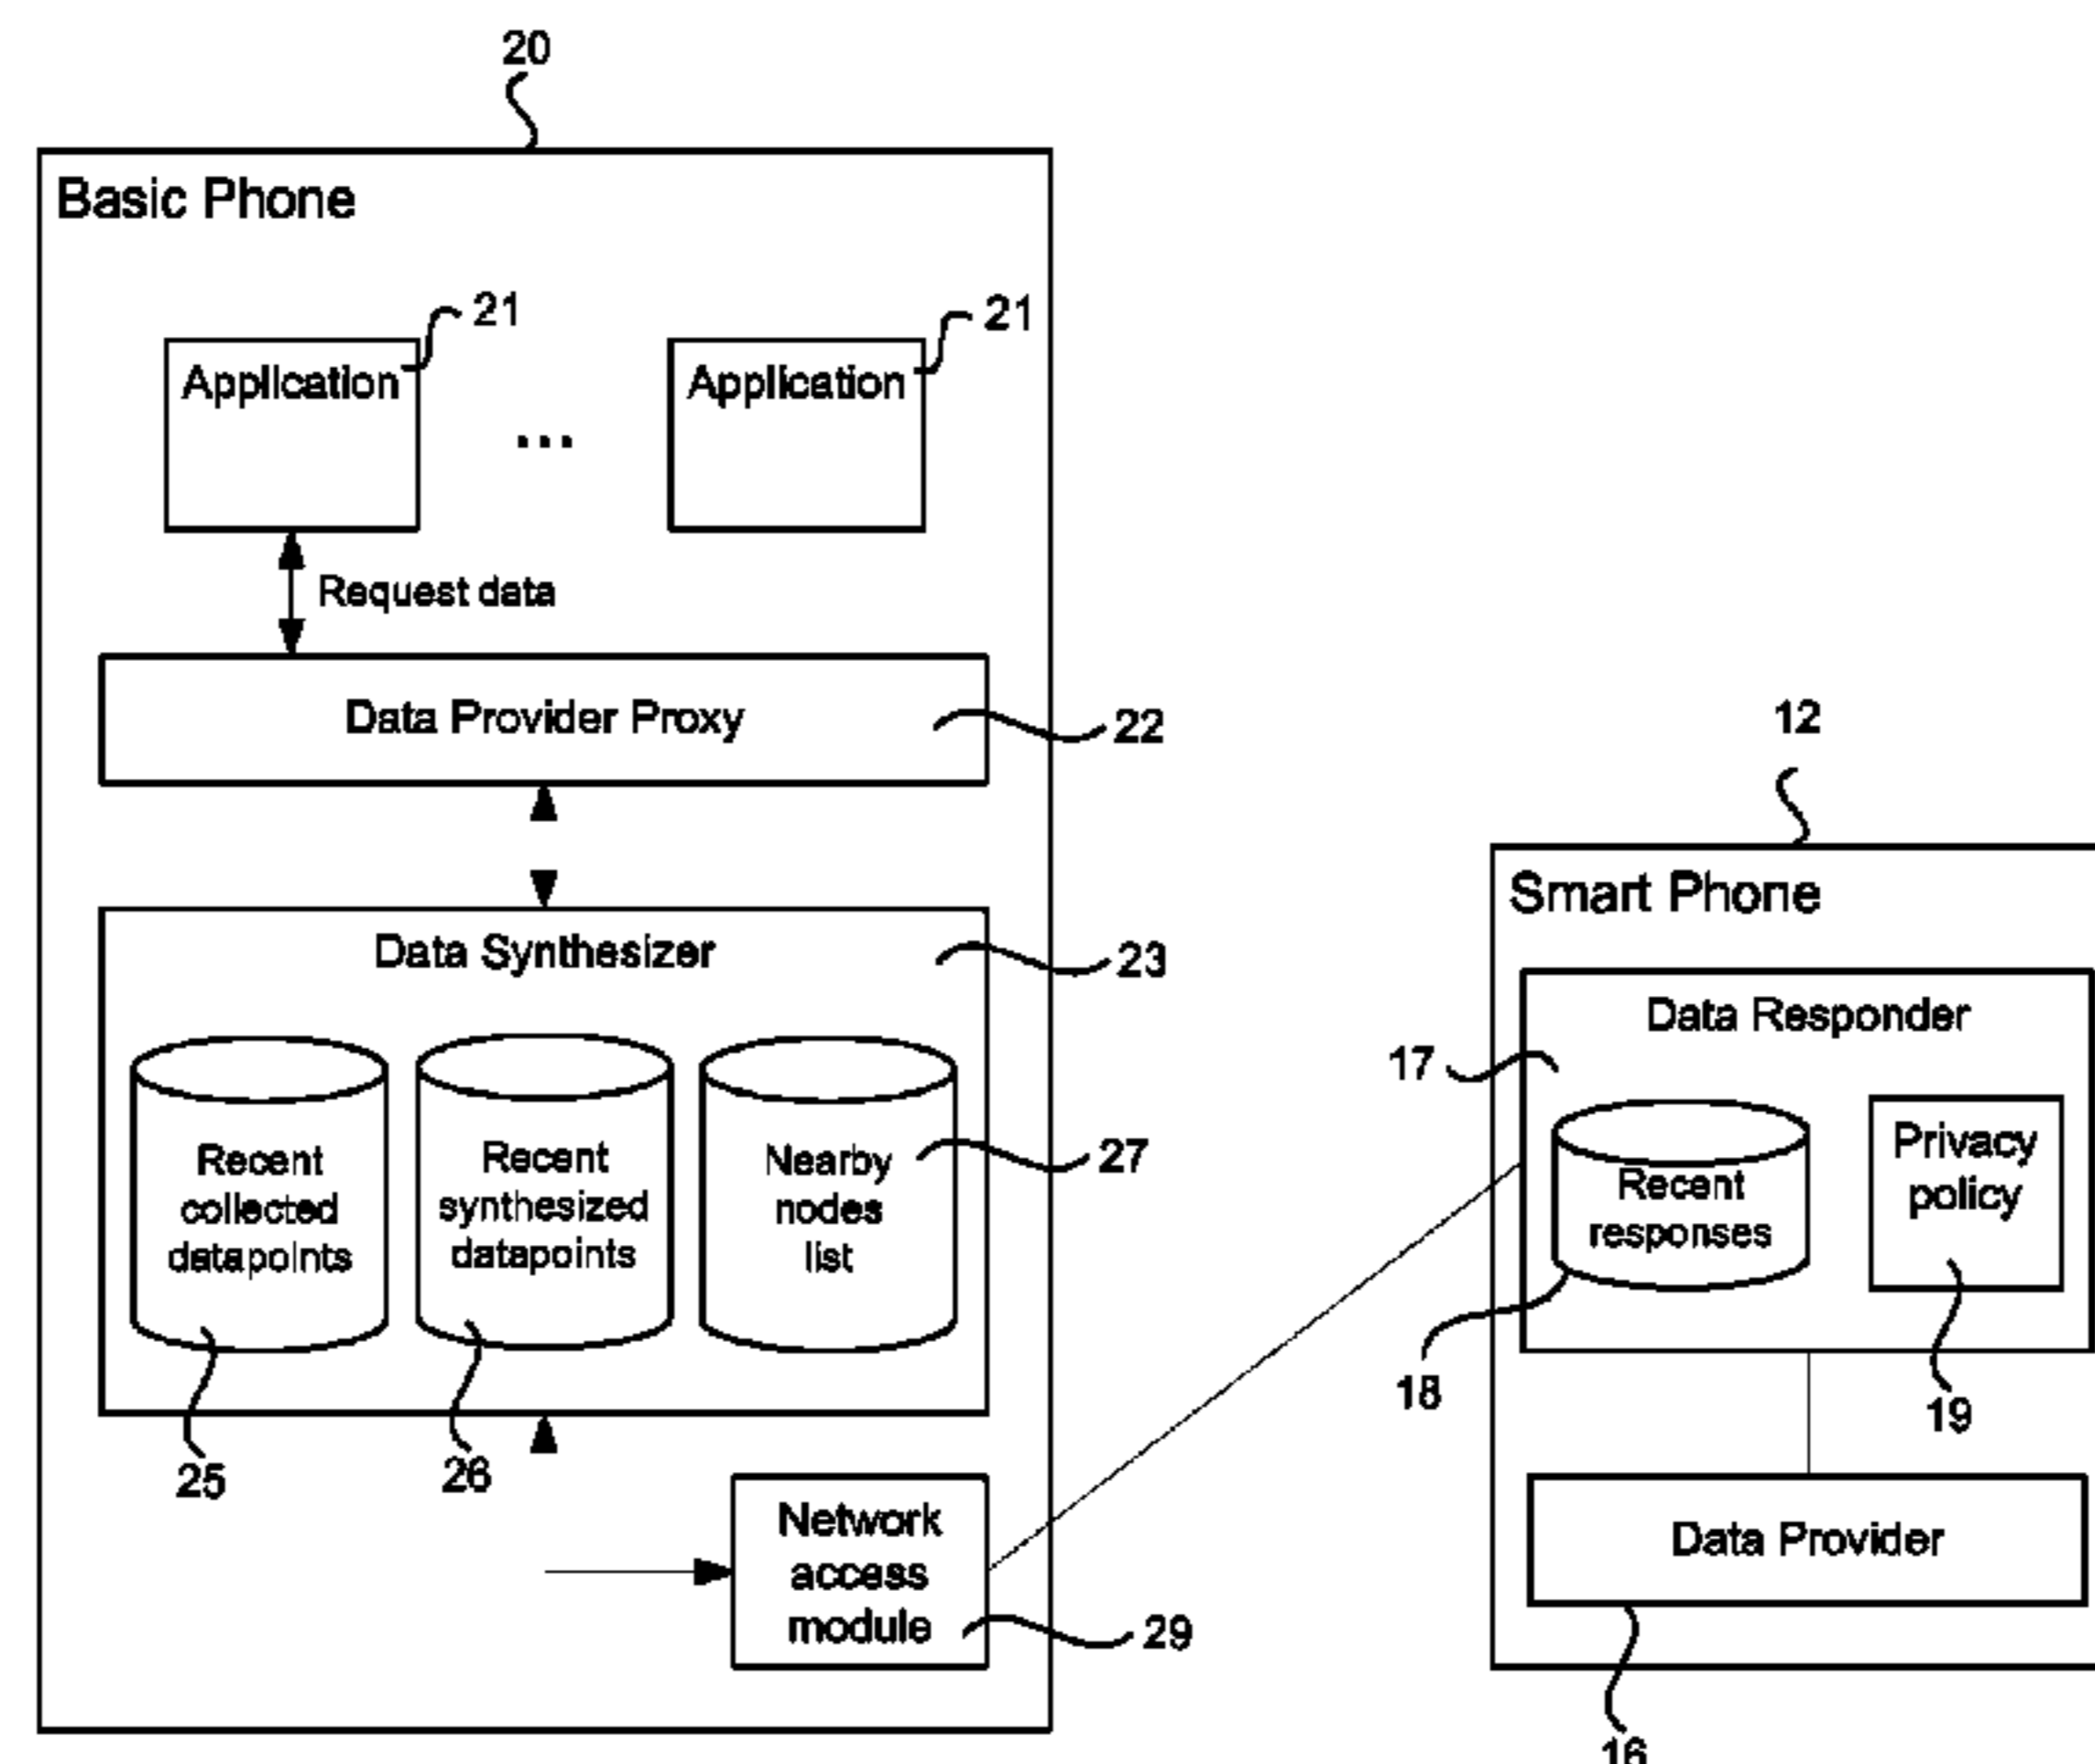 20
Basic Phone
21
21
Application
Application
...
Request data
Data Provider Proxy
22
12
Smart Phone
Data Synthesizer
23
Data Responder
17
Recent
collected
datapoints
Recent
synthesized
datapoints
Nearby
nodes
list
27
Recent
responses
Privacy
policy
18
19
25
26
Network
access
module
29
Data Provider
16